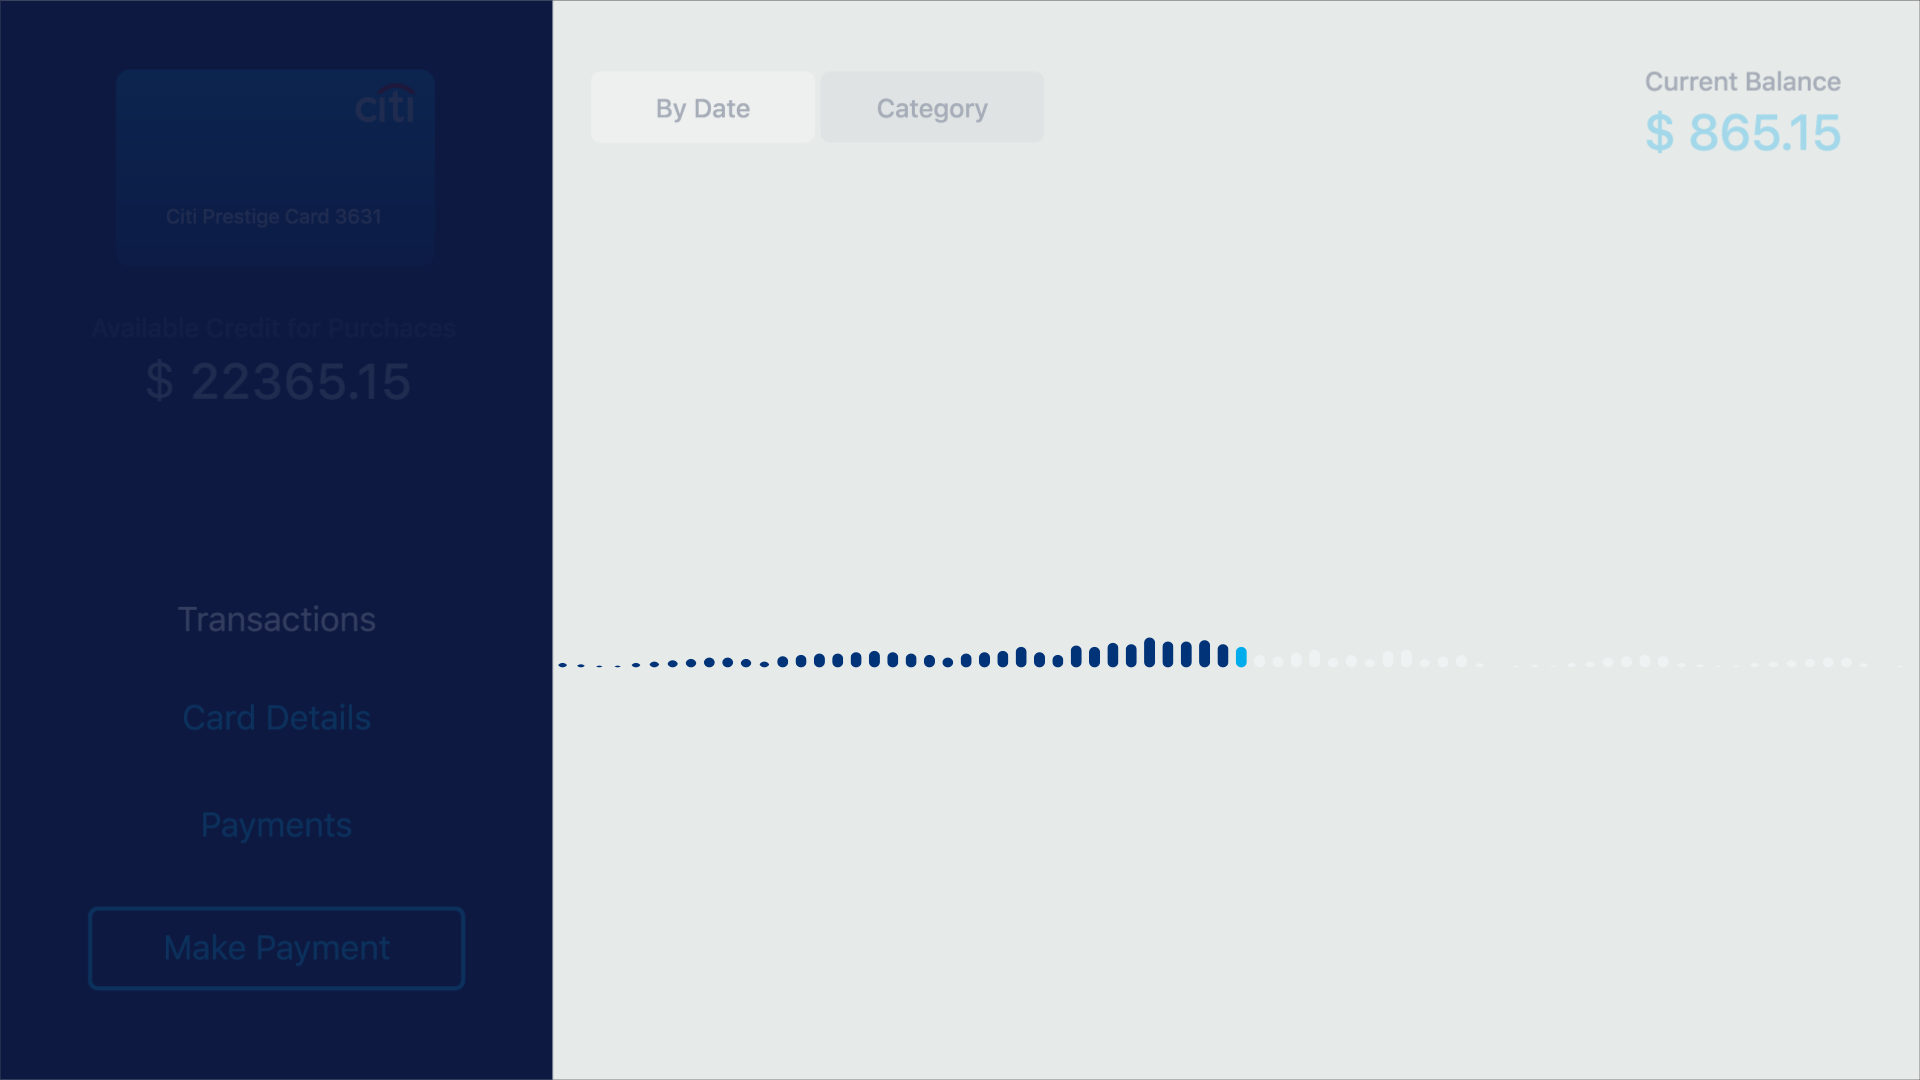 citi
Citi Prestige Card 3631
Available Credit for Purchaces
$ 22365.15
Transactions
Card Details
Payments
Make Payment
By Date
Category
Current Balance
$ 865.15